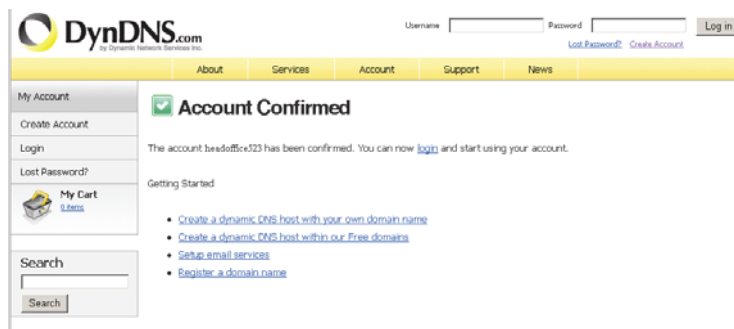 DynDNS.com
by Dynamic Network Services Inc.
Username
Password
Log in
Lost Password? Create Account
About Services Account Support News
My Account
Create Account
Login
Lost Password?
My Cart
0 items
Search
Search
Account Confirmed
The account headoffice523 has been confirmed. You can now login and start using your account.
Getting Started
Create a dynamic DNS host with your own domain name
Create a dynamic DNS host within our Free domains
Setup email services
Register a domain name